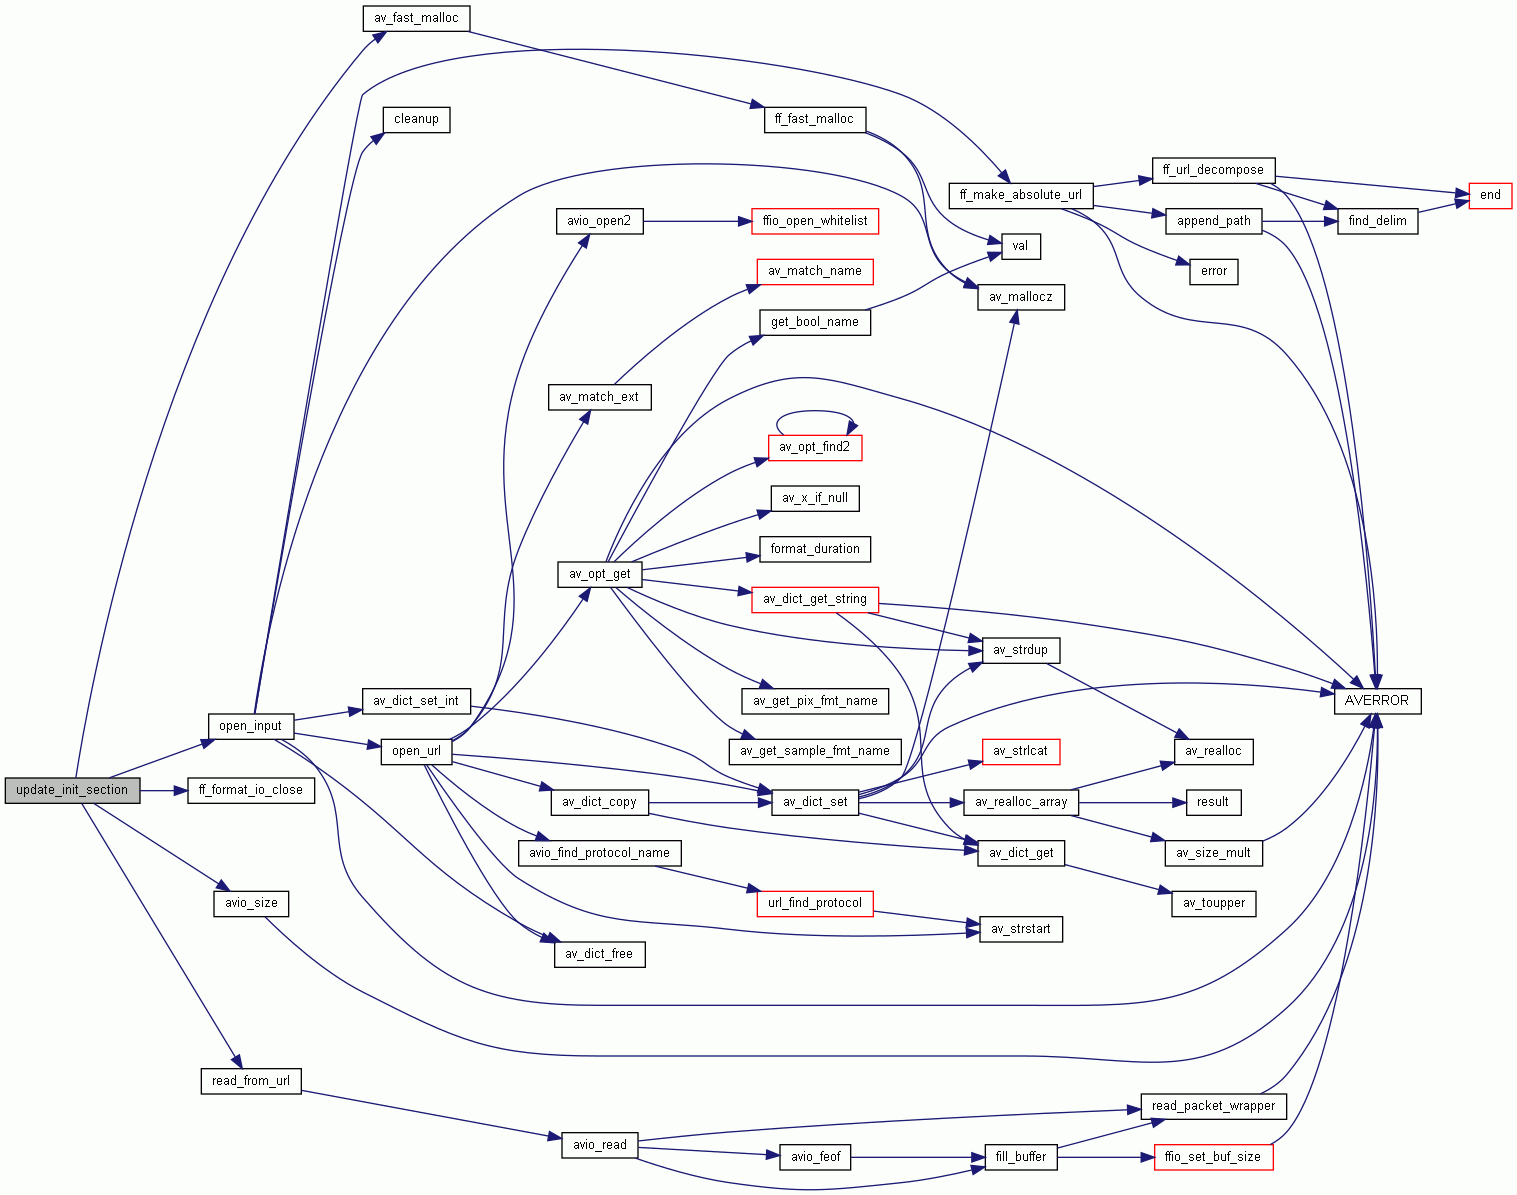 av_fast_malloc
cleanup
ff_fast_malloc
ff_url_decompose
ff_make_absolute_url
end
avio_open2
ffio_open_whitelist
append_path
find_delim
val
av_match_name
error
av_mallocz
get_bool_name
av_match_ext
av_opt_find2
av_x_if_null
format_duration
av_opt_get
av_dict_get_string
av_strdup
av_dict_set_int
av_get_pix_fmt_name
AVERROR
open_input
open_url
av_get_sample_fmt_name
av_strlcat
av_realloc
update_init_section
ff_format_io_close
av_dict_copy
av_dict_set
av_realloc_array
result
avio_find_protocol_name
av_dict_get
av_size_mult
avio_size
url_find_protocol
av_toupper
av_strstart
av_dict_free
read_from_url
read_packet_wrapper
avio_read
avio_feof
fill_buffer
ffio_set_buf_size